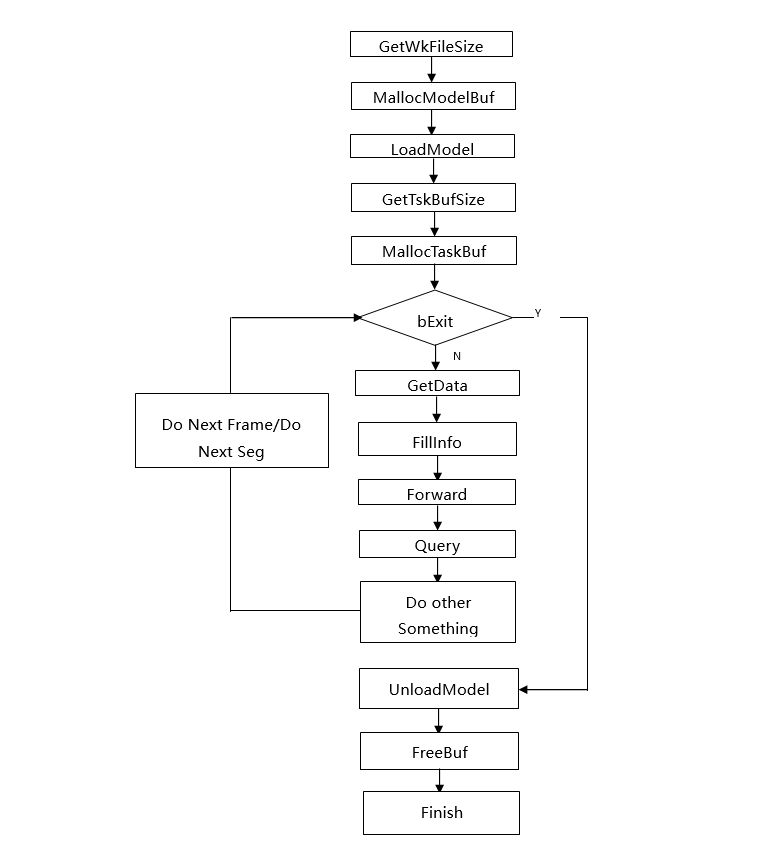 GetWkFileSize
MallocModelBuf
LoadModel
GetTskBufSize
MallocTaskBuf
bExit
Y
N
GetData
Do Next Frame/Do
Next Seg
FillInfo
Forward
Query
Do other
Something
UnloadModel
FreeBuf
Finish